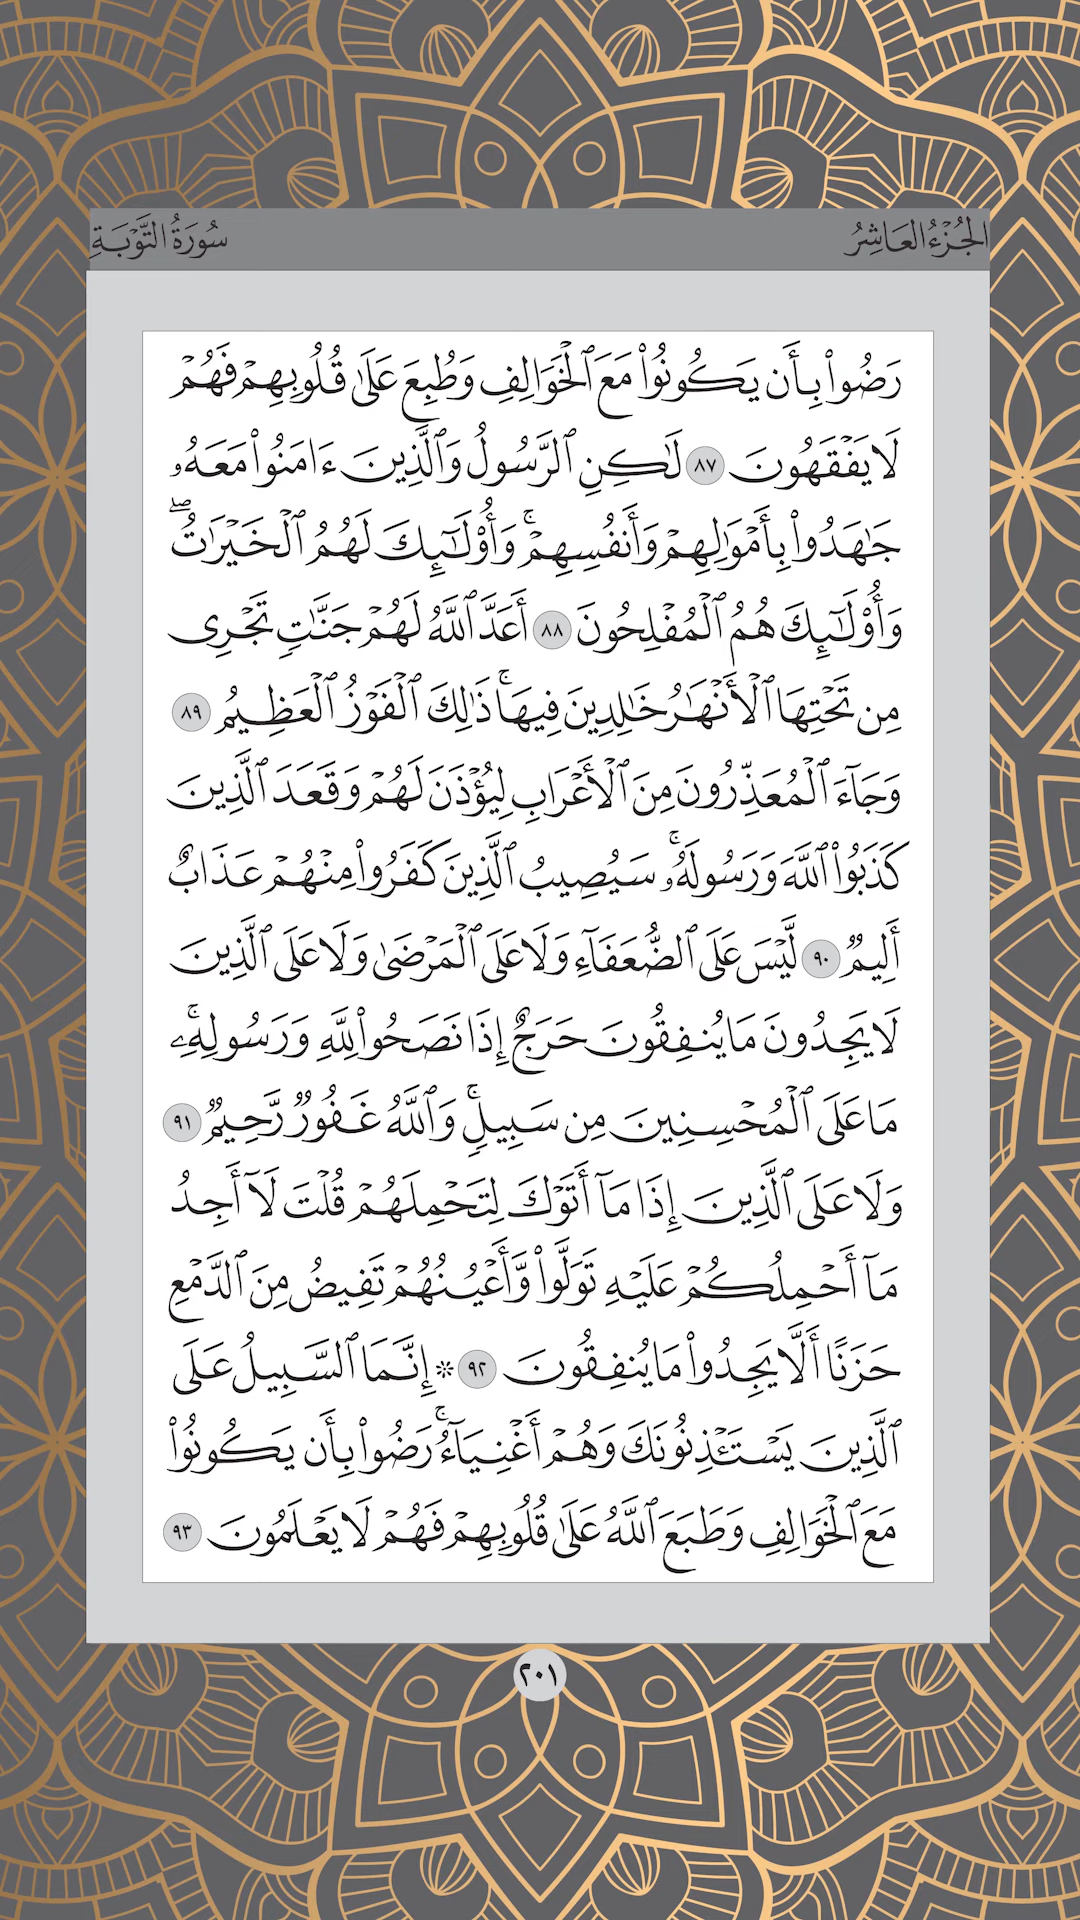 الجُزْءُ العَاشِرُ سُورَةُ التَّوْبَةِ
رَضُوا۟ بِأَن يَكُونُوا۟ مَعَ ٱلْخَوَالِفِ وَطُبِعَ عَلَىٰ قُلُوبِهِمْ فَهُمْ
لَا يَفْقَهُونَ ٨٧ لَـٰكِنِ ٱلرَّسُولُ وَٱلَّذِينَ ءَامَنُوا۟ مَعَهُۥ
جَـٰهَدُوا۟ بِأَمْوَٰلِهِمْ وَأَنفُسِهِمْ ۚ وَأُو۟لَـٰٓئِكَ لَهُمُ ٱلْخَيْرَٰتُ ۖ
وَأُو۟لَـٰٓئِكَ هُمُ ٱلْمُفْلِحُونَ ٨٨ أَعَدَّ ٱللَّهُ لَهُمْ جَنَّـٰتٍ تَجْرِى
مِن تَحْتِهَا ٱلْأَنْهَـٰرُ خَـٰلِدِينَ فِيهَا ۚ ذَٰلِكَ ٱلْفَوْزُ ٱلْعَظِيمُ ٨٩
وَجَآءَ ٱلْمُعَذِّرُونَ مِنَ ٱلْأَعْرَابِ لِيُؤْذَنَ لَهُمْ وَقَعَدَ ٱلَّذِينَ
كَذَبُوا۟ ٱللَّهَ وَرَسُولَهُۥ ۚ سَيُصِيبُ ٱلَّذِينَ كَفَرُوا۟ مِنْهُمْ عَذَابٌ
أَلِيمٌ ٩٠ لَّيْسَ عَلَى ٱلضُّعَفَآءِ وَلَا عَلَى ٱلْمَرْضَىٰ وَلَا عَلَى ٱلَّذِينَ
لَا يَجِدُونَ مَا يُنفِقُونَ حَرَجٌ إِذَا نَصَحُوا۟ لِلَّهِ وَرَسُولِهِۦ ۚ
مَا عَلَى ٱلْمُحْسِنِينَ مِن سَبِيلٍ ۚ وَٱللَّهُ غَفُورٌ رَّحِيمٌ ٩١
وَلَا عَلَى ٱلَّذِينَ إِذَا مَآ أَتَوْكَ لِتَحْمِلَهُمْ قُلْتَ لَآ أَجِدُ
مَآ أَحْمِلُكُمْ عَلَيْهِ تَوَلَّوا۟ وَّأَعْيُنُهُمْ تَفِيضُ مِنَ ٱلدَّمْعِ
حَزَنًا أَلَّا يَجِدُوا۟ مَا يُنفِقُونَ ٩٢ ۞ إِنَّمَا ٱلسَّبِيلُ عَلَى
ٱلَّذِينَ يَسْتَـْٔذِنُونَكَ وَهُمْ أَغْنِيَآءُ ۚ رَضُوا۟ بِأَن يَكُونُوا۟
مَعَ ٱلْخَوَالِفِ وَطَبَعَ ٱللَّهُ عَلَىٰ قُلُوبِهِمْ فَهُمْ لَا يَعْلَمُونَ ٩٣
٢٠١